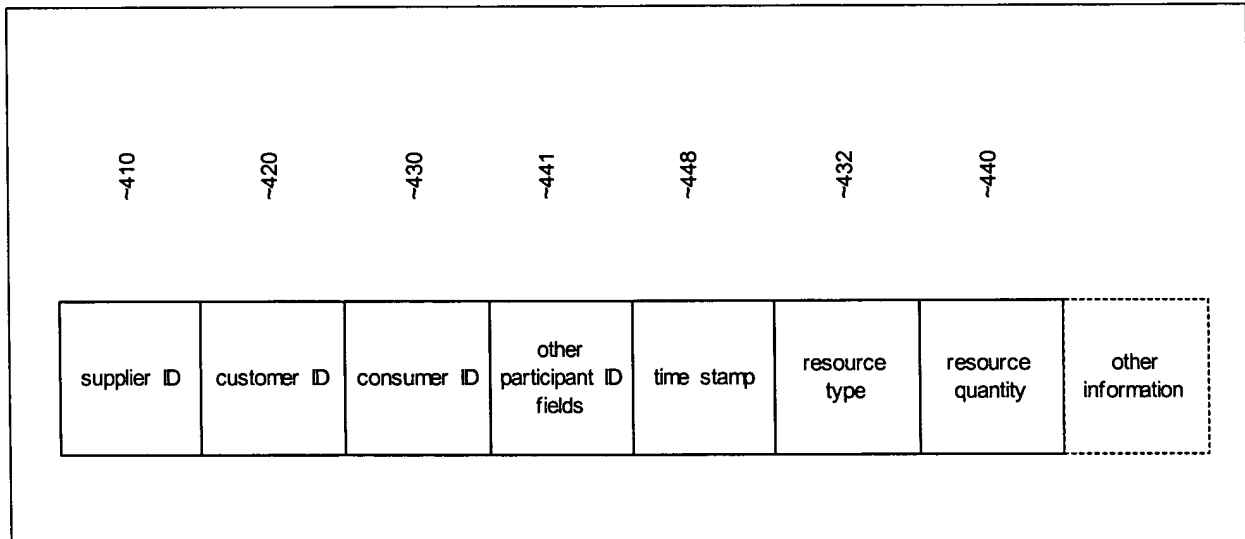 ~410
~420
~430
~441
~448
~432
~440
supplier ID
customer ID
consumer ID
other
participant ID
fields
time stamp
resource
type
resource
quantity
other
information